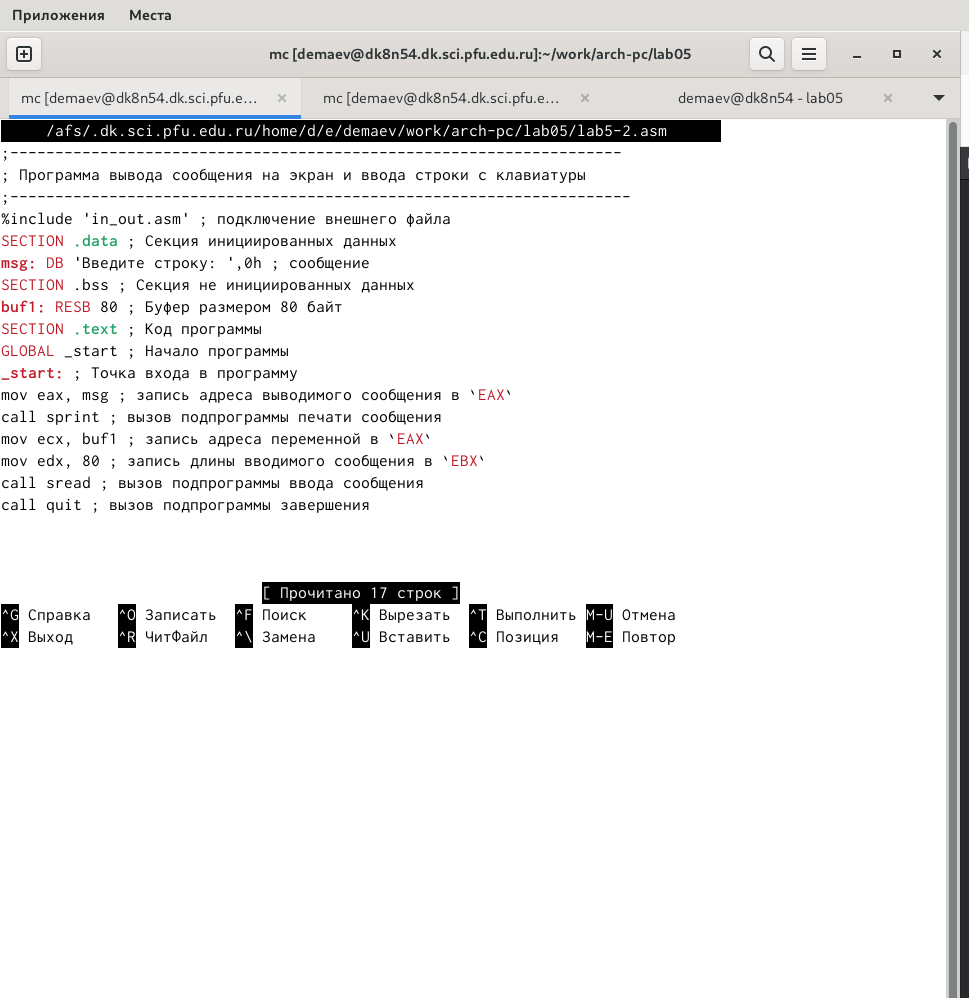 Приложения Места
mc [demaev@dk8n54.dk.sci.pfu.edu.ru]:~/work/arch-pc/lab05
mc [demaev@dk8n54.dk.sci.pfu.e... × mc [demaev@dk8n54.dk.sci.pfu.e... × demaev@dk8n54 - lab05 ×
/afs/.dk.sci.pfu.edu.ru/home/d/e/demaev/work/arch-pc/lab05/lab5-2.asm
;--------------------------------------------------------------------
; Программа вывода сообщения на экран и ввода строки с клавиатуры
;---------------------------------------------------------------------
%include 'in_out.asm' ; подключение внешнего файла
SECTION .data ; Секция инициированных данных
msg: DB 'Введите строку: ',0h ; сообщение
SECTION .bss ; Секция не инициированных данных
buf1: RESB 80 ; Буфер размером 80 байт
SECTION .text ; Код программы
GLOBAL _start ; Начало программы
_start: ; Точка входа в программу
mov eax, msg ; запись адреса выводимого сообщения в `EAX`
call sprint ; вызов подпрограммы печати сообщения
mov ecx, buf1 ; запись адреса переменной в `EAX`
mov edx, 80 ; запись длины вводимого сообщения в `EBX`
call sread ; вызов подпрограммы ввода сообщения
call quit ; вызов подпрограммы завершения
[ Прочитано 17 строк ]
^G Справка ^O Записать ^F Поиск ^K Вырезать ^T Выполнить M-U Отмена
^X Выход ^R ЧитФайл ^\ Замена ^U Вставить ^C Позиция M-E Повтор